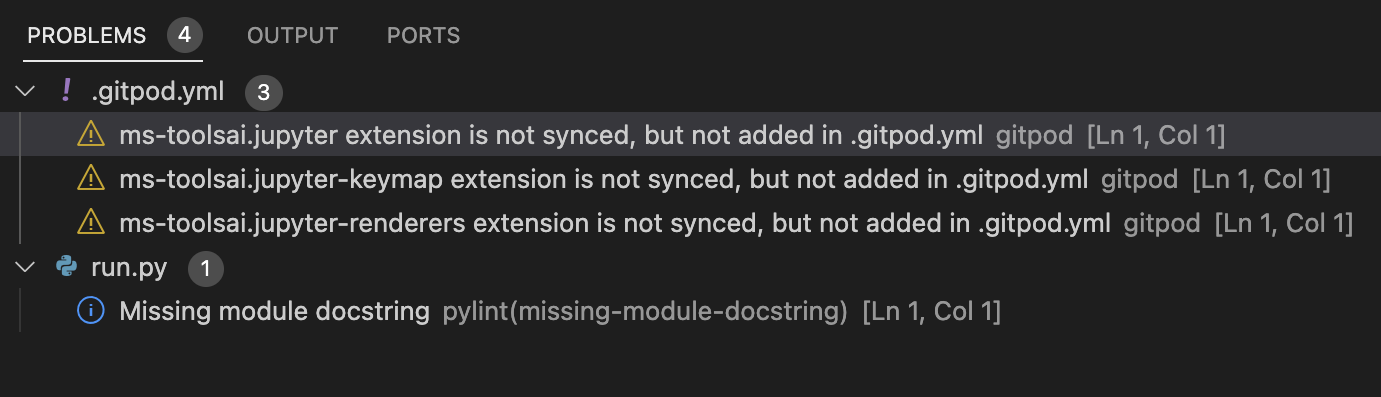 PROBLEMS 4 OUTPUT PORTS
! .gitpod.yml 3
ms-toolsai.jupyter extension is not synced, but not added in .gitpod.yml gitpod [Ln 1, Col 1]
ms-toolsai.jupyter-keymap extension is not synced, but not added in .gitpod.yml gitpod [Ln 1, Col 1]
ms-toolsai.jupyter-renderers extension is not synced, but not added in .gitpod.yml gitpod [Ln 1, Col 1]
run.py 1
Missing module docstring pylint(missing-module-docstring) [Ln 1, Col 1]